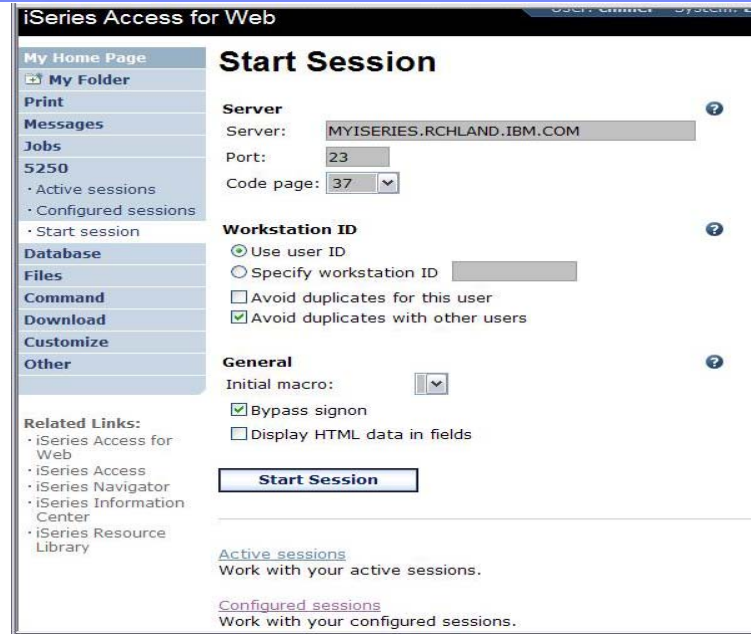 iSeries Access for Web
My Home Page
My Folder
Print
Messages
Jobs
5250
· Active sessions
· Configured sessions
· Start session
Database
Files
Command
Download
Customize
Other
Related Links:
· iSeries Access for
Web
· iSeries Access
· iSeries Navigator
· iSeries Information
Center
· iSeries Resource
Library
Start Session
Server
Server: MYISERIES.RCHLAND.IBM.COM
Port: 23
Code page: 37
Workstation ID
Use user ID
Specify workstation ID
Avoid duplicates for this user
Avoid duplicates with other users
General
Initial macro:
Bypass signon
Display HTML data in fields
Start Session
Active sessions
Work with your active sessions.
Configured sessions
Work with your configured sessions.